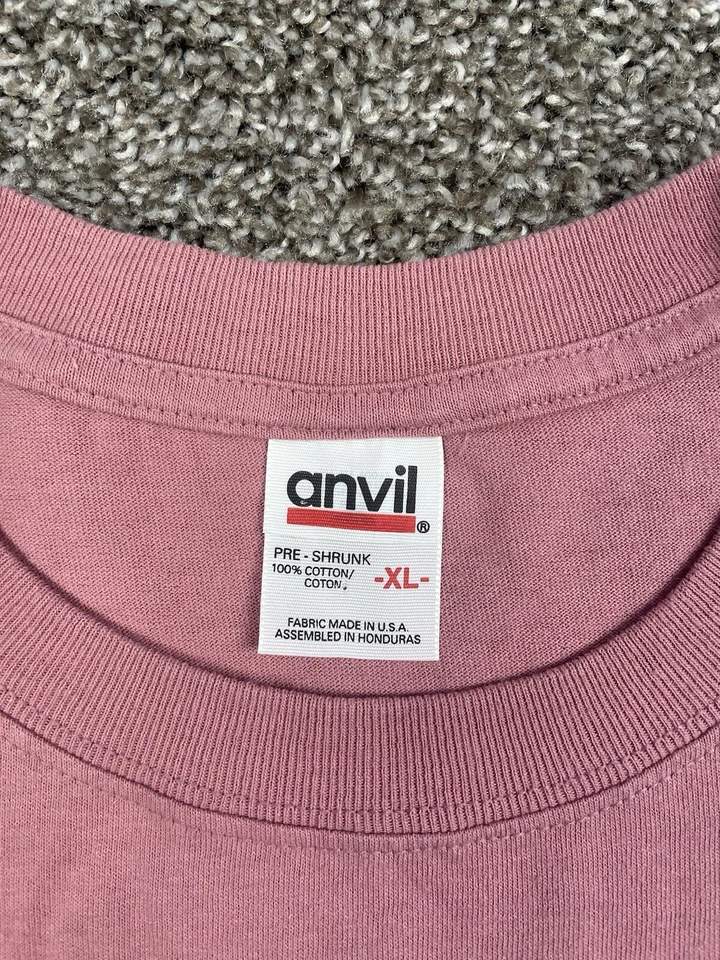 anvil®
PRE - SHRUNK
100% COTTON/
COTON.
-XL-
FABRIC MADE IN U.S.A.
ASSEMBLED IN HONDURAS